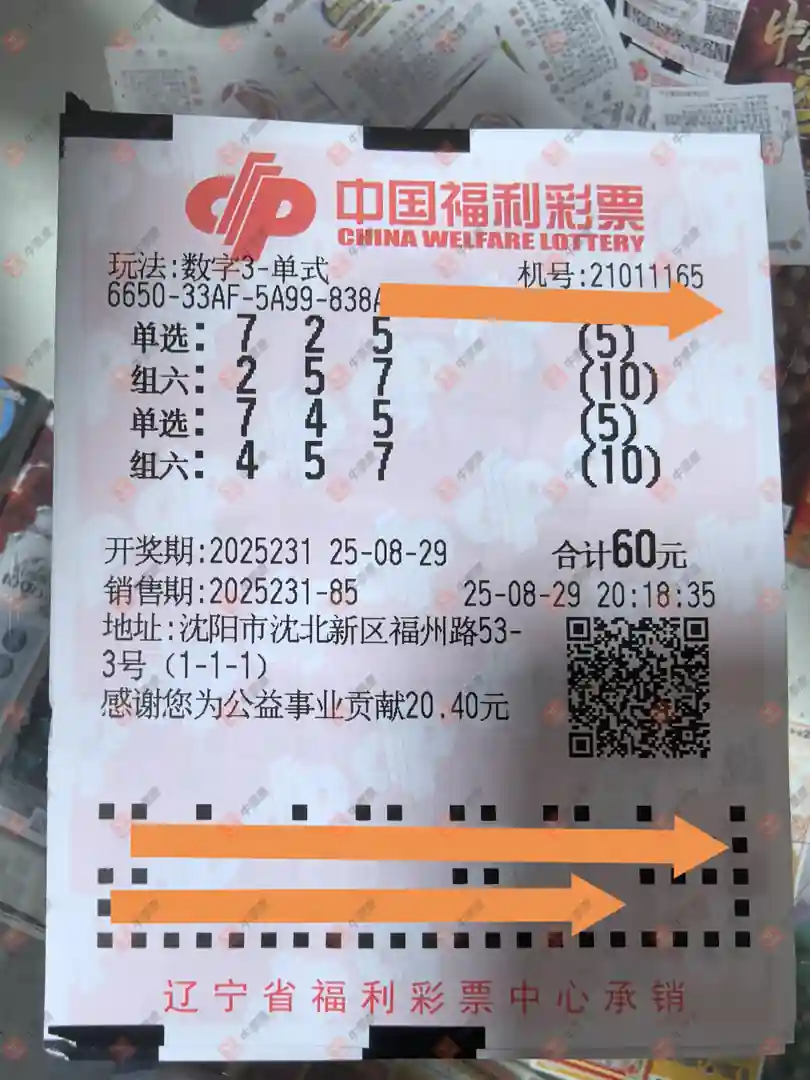 中国福利彩票
CHINA WELFARE LOTTERY
玩法:数字3-单式 机号:21011165
6650-33AF-5A99-838A
单选: 7 2 5 (5)
组六: 2 5 7 (10)
单选: 7 4 5 (5)
组六: 4 5 7 (10)
开奖期:2025231 25-08-29 合计60元
销售期:2025231-85 25-08-29 20:18:35
地址:沈阳市沈北新区福州路53-
3号（1-1-1）
感谢您为公益事业贡献20.40元
辽宁省福利彩票中心承销